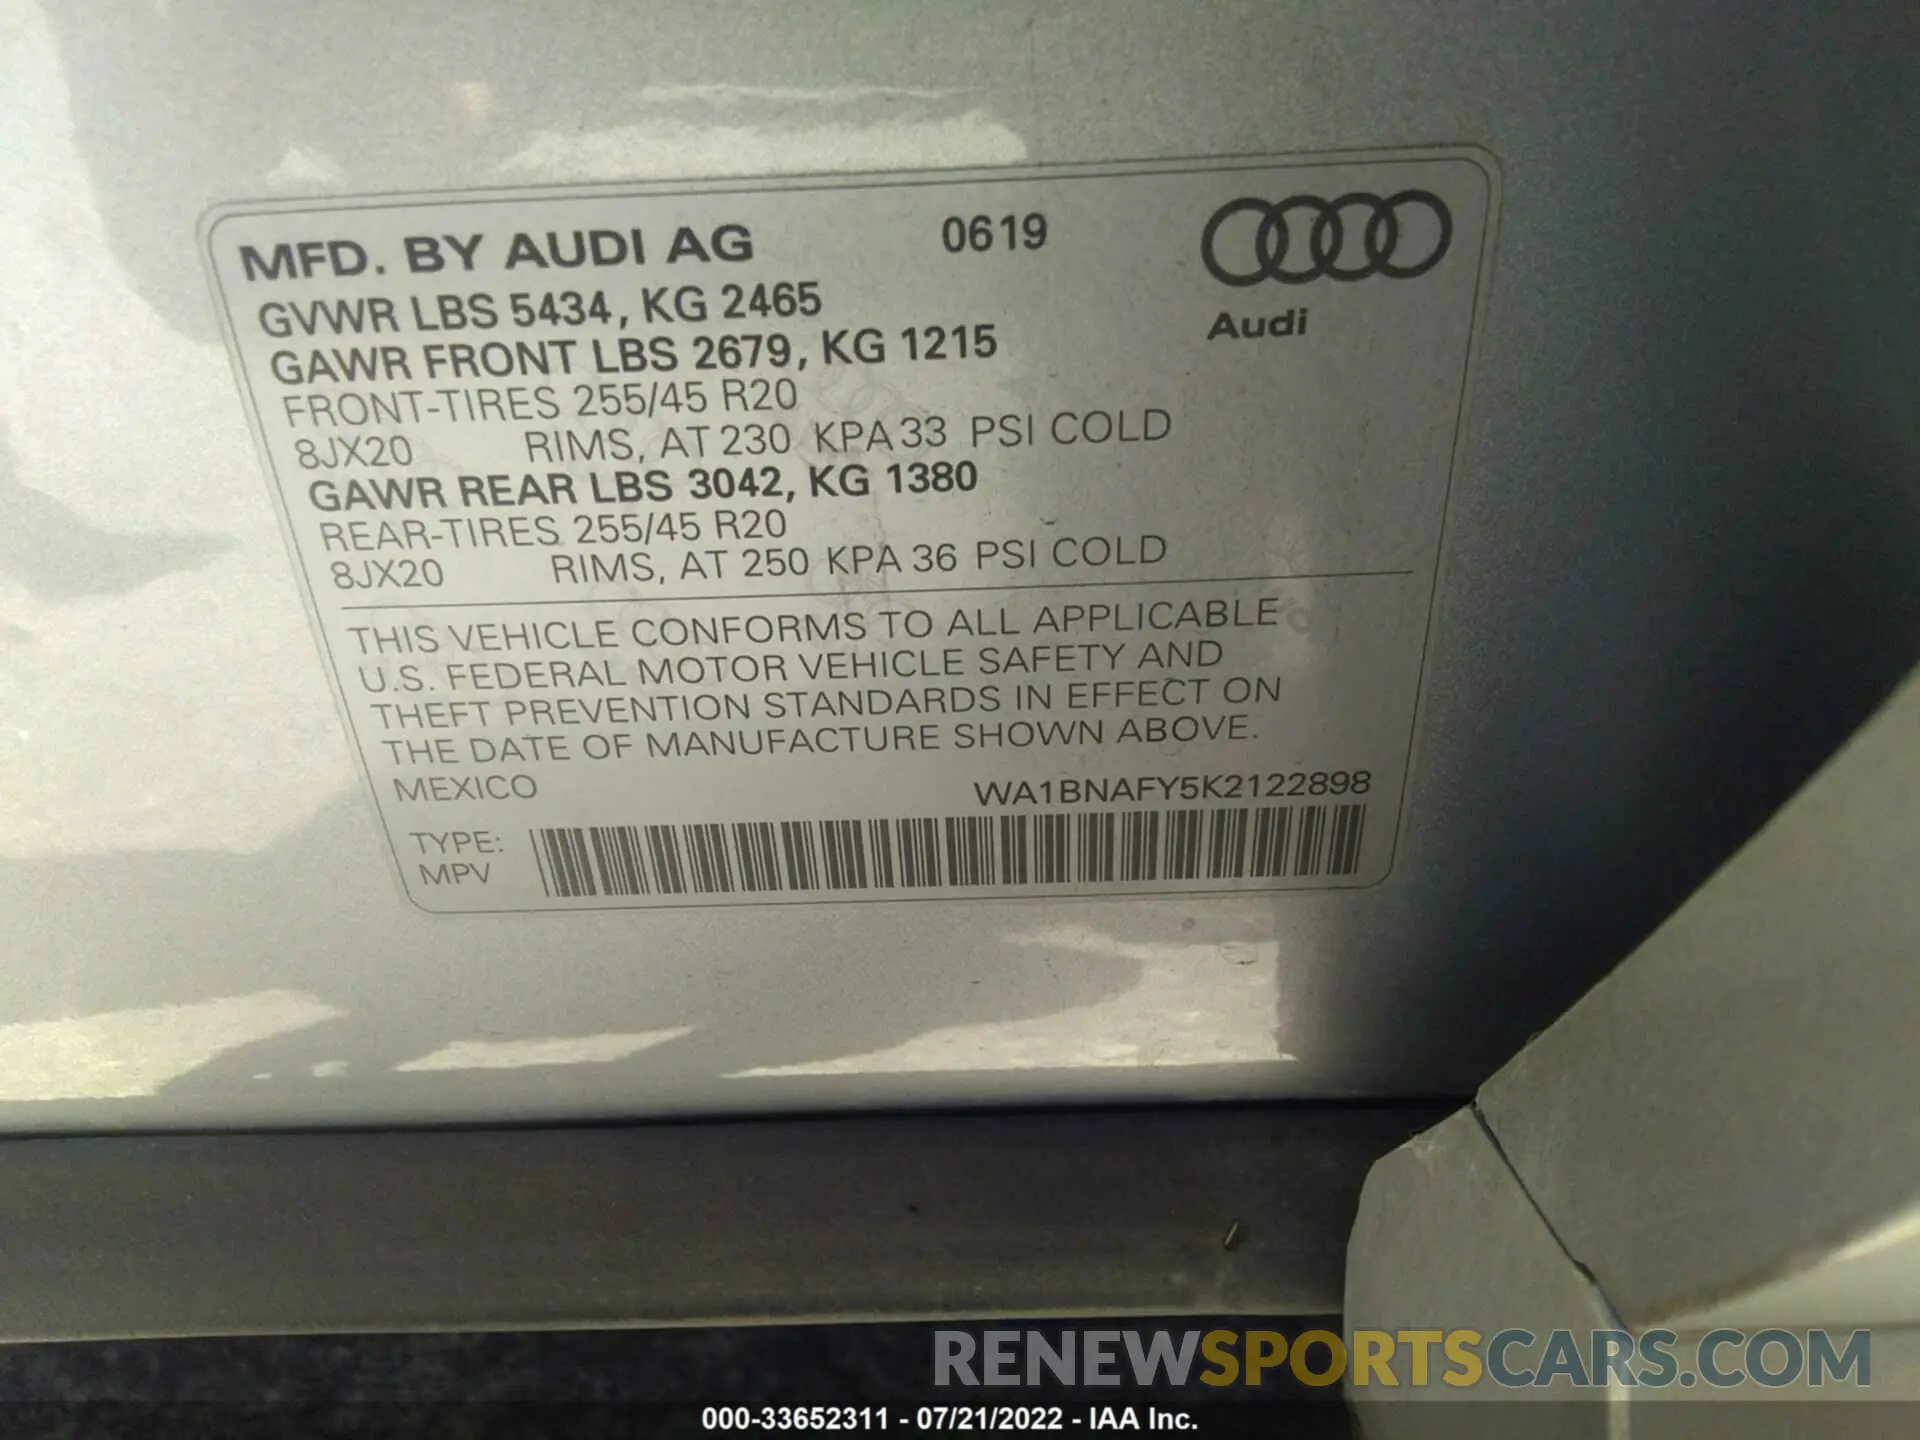 MFD. BY AUDI AG 0619
GVWR LBS 5434, KG 2465
Audi
GAWR FRONT LBS 2679, KG 1215
FRONT-TIRES 255/45 R20
8JX20 RIMS, AT 230 KPA 33 PSI COLD
GAWR REAR LBS 3042, KG 1380
REAR-TIRES 255/45 R20
8JX20 RIMS, AT 250 KPA 36 PSI COLD
THIS VEHICLE CONFORMS TO ALL APPLICABLE
U.S. FEDERAL MOTOR VEHICLE SAFETY AND
THEFT PREVENTION STANDARDS IN EFFECT ON
THE DATE OF MANUFACTURE SHOWN ABOVE.
MEXICO WA1BNAFY5K2122898
TYPE:
MPV
RENEWSPORTSCARS.COM
000-33652311 - 07/21/2022 - IAA Inc.